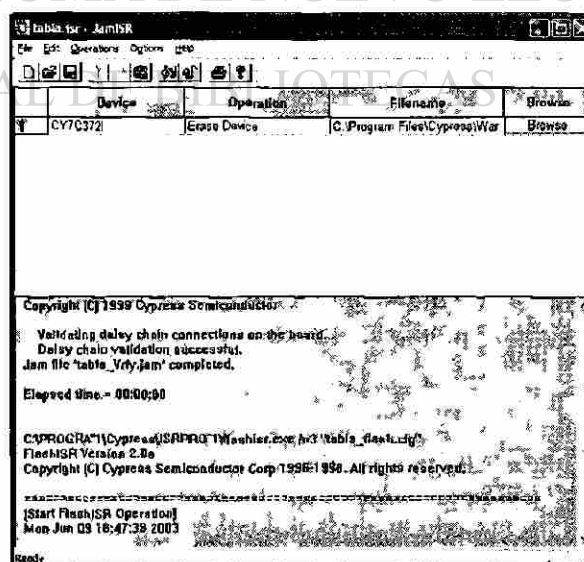 tabla.isr - JamISR
File Edit Operations Options Help
AL DE BIBLIOTECAS
Device Operation Filename Browse
CY7C372 Erase Device C:\Program Files\Cypress\War Browse
Copyright (C) 1999 Cypress Semiconductor
Validating daisy chain connections on the board...
Daisy chain validation successful.
Jam file 'tabla_Vrfy.jam' completed.
Elapsed time = 00:00:00
FlashISR Version 2.0a
Copyright (C) Cypress Semiconductor Corp 1996-1998. All rights reserved.
[Start FlashISR Operation]
Mon Jun 09 16:47:38 2003
Ready